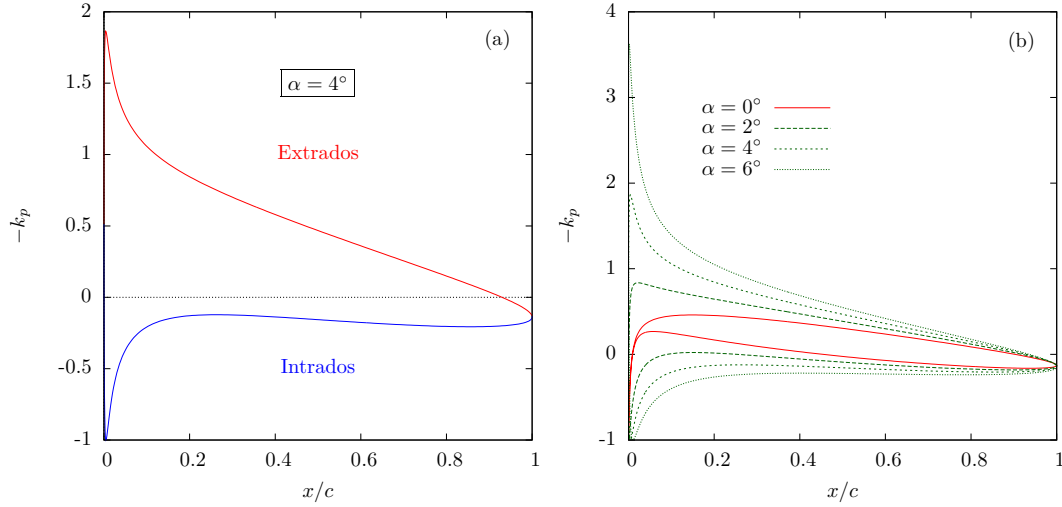 (a)
α = 4°
Extrados
Intrados
−k_p
2
1.5
1
0.5
0
-0.5
-1
0 0.2 0.4 0.6 0.8 1
x/c
(b)
α = 0°
α = 2°
α = 4°
α = 6°
−k_p
4
3
2
1
0
-1
0 0.2 0.4 0.6 0.8 1
x/c